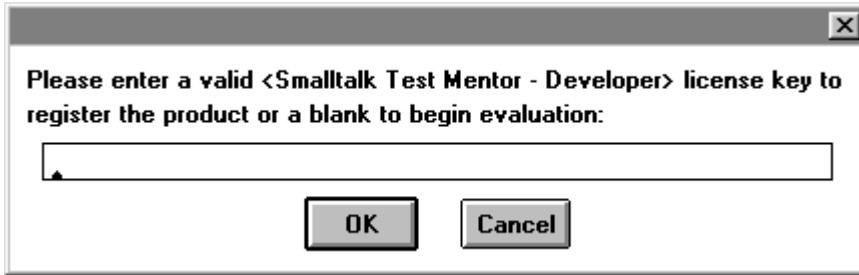 Please enter a valid <Smalltalk Test Mentor - Developer> license key to
register the product or a blank to begin evaluation:
OK Cancel